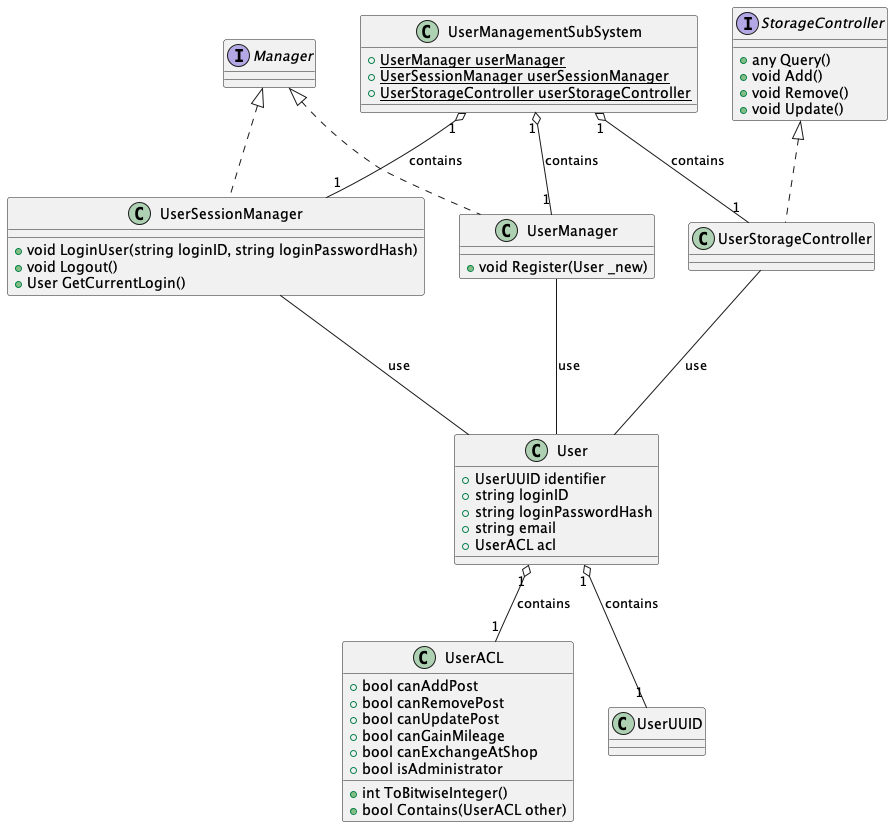 I Manager
C UserManagementSubSystem
UserManager userManager
UserSessionManager userSessionManager
UserStorageController userStorageController
I StorageController
any Query()
void Add()
void Remove()
void Update()
1
1
1
contains
contains
contains
1
1
1
C UserSessionManager
void LoginUser(string loginID, string loginPasswordHash)
void Logout()
User GetCurrentLogin()
C UserManager
void Register(User _new)
C UserStorageController
use
use
use
C User
UserUUID identifier
string loginID
string loginPasswordHash
string email
UserACL acl
1
1
contains
contains
1
1
C UserACL
bool canAddPost
bool canRemovePost
bool canUpdatePost
bool canGainMileage
bool canExchangeAtShop
bool isAdministrator
int ToBitwiseInteger()
bool Contains(UserACL other)
C UserUUID